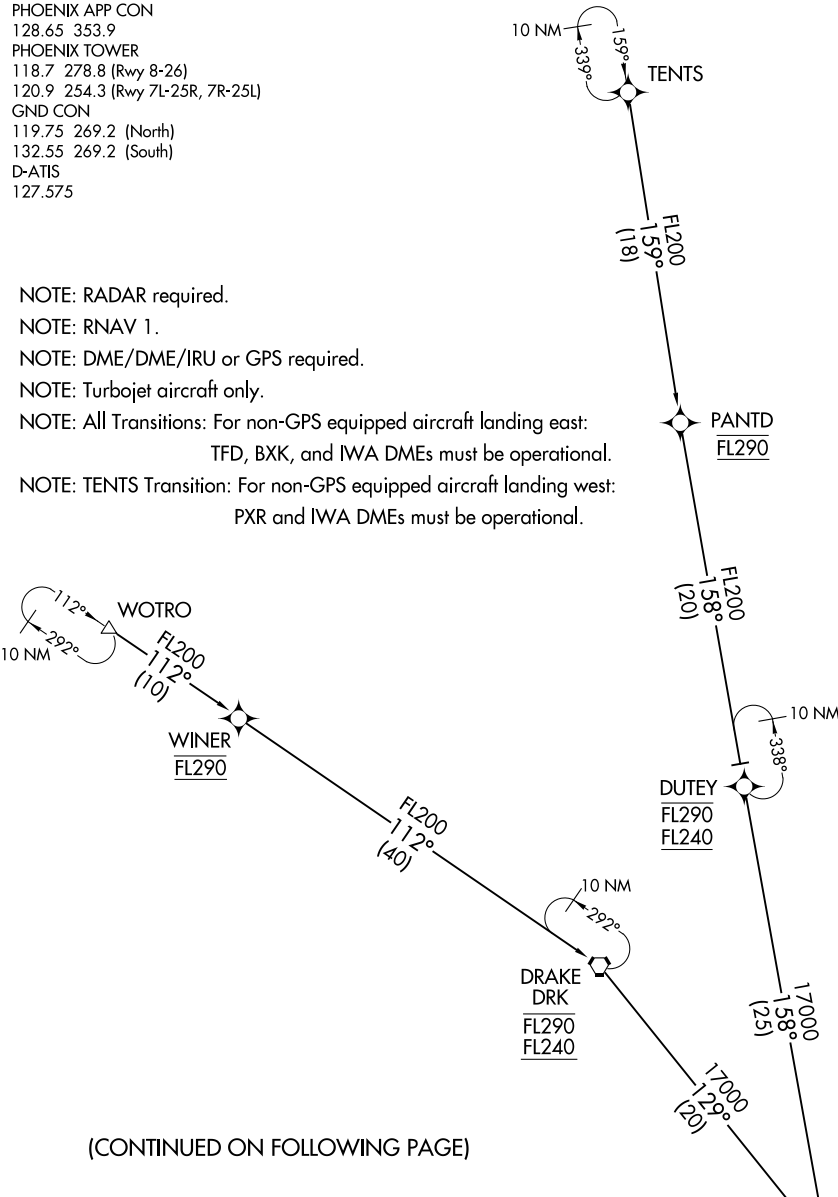 PHOENIX APP CON
128.65 353.9
PHOENIX TOWER
118.7 278.8 (Rwy 8-26)
120.9 254.3 (Rwy 7L-25R, 7R-25L)
GND CON
119.75 269.2 (North)
132.55 269.2 (South)
D-ATIS
127.575
10 NM
159°
339°
TENTS
FL200
159°
(18)
NOTE: RADAR required.
NOTE: RNAV 1.
NOTE: DME/DME/IRU or GPS required.
NOTE: Turbojet aircraft only.
NOTE: All Transitions: For non-GPS equipped aircraft landing east:
TFD, BXK, and IWA DMEs must be operational.
NOTE: TENTS Transition: For non-GPS equipped aircraft landing west:
PXR and IWA DMEs must be operational.
PANTD
FL290
FL200
158°
(20)
112°
292°
10 NM
WOTRO
FL200
112°
(10)
WINER
FL290
10 NM
338°
DUTEY
FL290
FL240
FL200
112°
(40)
10 NM
292°
DRAKE
DRK
FL290
FL240
17000
158°
(25)
17000
129°
(20)
(CONTINUED ON FOLLOWING PAGE)